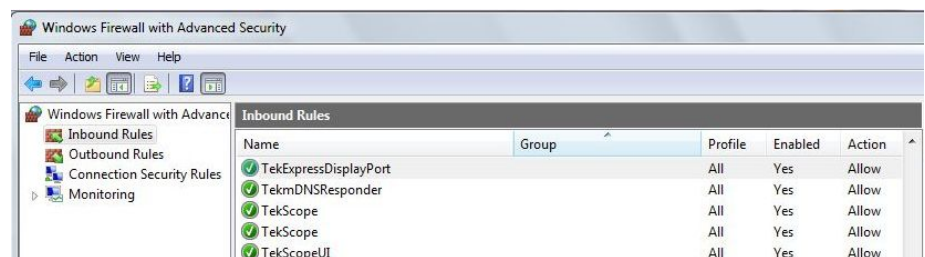 Windows Firewall with Advanced Security
File Action View Help
Windows Firewall with Advance
Inbound Rules
Outbound Rules
Connection Security Rules
Monitoring
Inbound Rules
Name Group Profile Enabled Action
TekExpressDisplayPort All Yes Allow
TekmDNSResponder All Yes Allow
TekScope All Yes Allow
TekScope All Yes Allow
TekScopeUI All Yes Allow